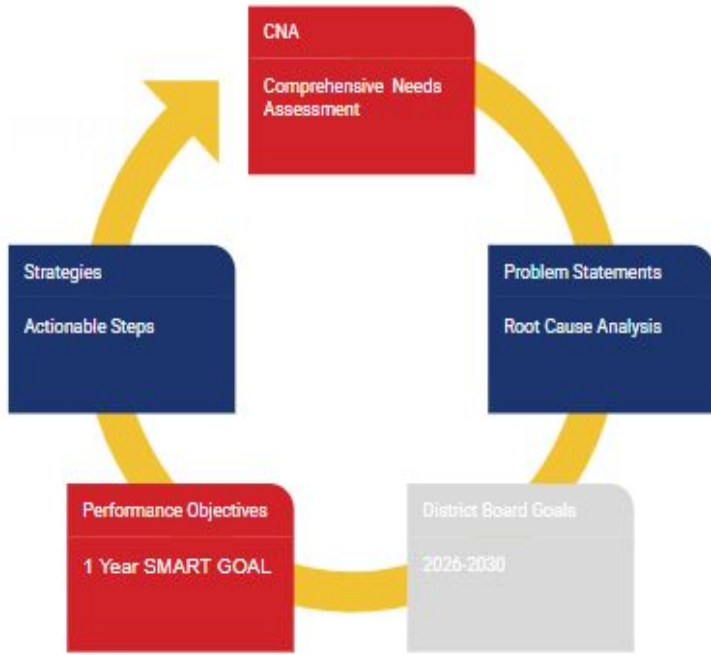 CNA
Comprehensive Needs
Assessment
Strategies
Actionable Steps
Problem Statements
Root Cause Analysis
Performance Objectives
1 Year SMART GOAL
District Board Goals
2026-2030